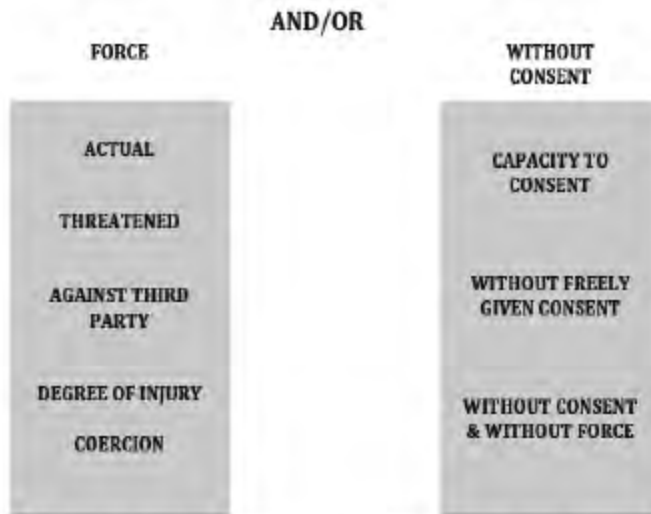 AND/OR
FORCE
ACTUAL
THREATENED
AGAINST THIRD
PARTY
DEGREE OF INJURY
COERCION
WITHOUT
CONSENT
CAPACITY TO
CONSENT
WITHOUT FREELY
GIVEN CONSENT
WITHOUT CONSENT
& WITHOUT FORCE